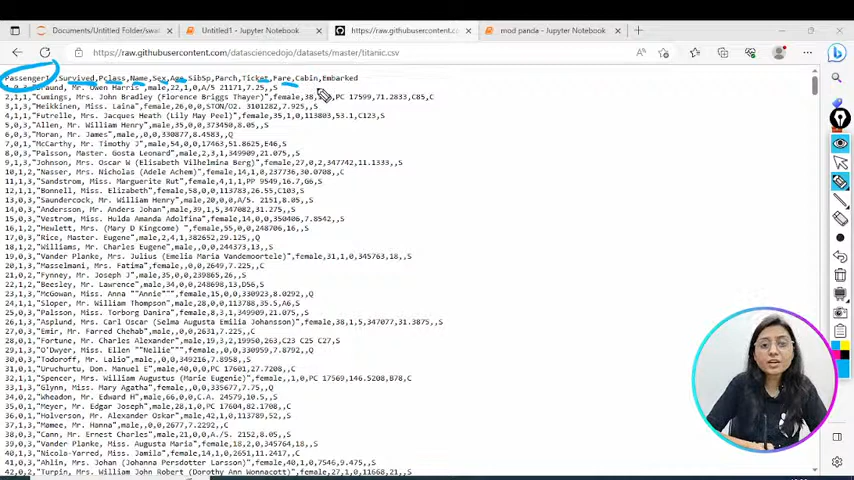 Documents/Untitled Folder/swa
Untitled1 - Jupyter Notebook
https://raw.githubusercontent.co
mod panda - Jupyter Notebook
https://raw.githubusercontent.com/datasciencedojo/datasets/master/titanic.csv
PassengerId,Survived,Pclass,Name,Sex,Age,SibSp,Parch,Ticket,Fare,Cabin,Embarked
1,0,3,"Braund, Mr. Owen Harris",male,22,1,0,A/5 21171,7.25,,S
2,1,1,"Cumings, Mrs. John Bradley (Florence Briggs Thayer)",female,38,1,0,PC 17599,71.2833,C85,C
3,1,3,"Heikkinen, Miss. Laina",female,26,0,0,STON/O2. 3101282,7.925,,S
4,1,1,"Futrelle, Mrs. Jacques Heath (Lily May Peel)",female,35,1,0,113803,53.1,C123,S
5,0,3,"Allen, Mr. William Henry",male,35,0,0,373450,8.05,,S
6,0,3,"Moran, Mr. James",male,,0,0,330877,8.4583,,Q
7,0,1,"McCarthy, Mr. Timothy J",male,54,0,0,17463,51.8625,E46,S
8,0,3,"Palsson, Master. Gosta Leonard",male,2,3,1,349909,21.075,,S
9,1,3,"Johnson, Mrs. Oscar W (Elisabeth Vilhelmina Berg)",female,27,0,2,347742,11.1333,,S
10,1,2,"Nasser, Mrs. Nicholas (Adele Achem)",female,14,1,0,237736,30.0708,,C
11,1,3,"Sandstrom, Miss. Marguerite Rut",female,4,1,1,PP 9549,16.7,G6,S
12,1,1,"Bonnell, Miss. Elizabeth",female,58,0,0,113783,26.55,C103,S
13,0,3,"Saundercock, Mr. William Henry",male,20,0,0,A/5. 2151,8.05,,S
14,0,3,"Andersson, Mr. Anders Johan",male,39,1,5,347082,31.275,,S
15,0,3,"Vestrom, Miss. Hulda Amanda Adolfina",female,14,0,0,350406,7.8542,,S
16,1,2,"Hewlett, Mrs. (Mary D Kingcome) ",female,55,0,0,248706,16,,S
17,0,3,"Rice, Master. Eugene",male,2,4,1,382652,29.125,,Q
18,1,2,"Williams, Mr. Charles Eugene",male,,0,0,244373,13,,S
19,0,3,"Vander Planke, Mrs. Julius (Emelia Maria Vandemoortele)",female,31,1,0,345763,18,,S
20,1,3,"Masselmani, Mrs. Fatima",female,,0,0,2649,7.225,,C
21,0,2,"Fynney, Mr. Joseph J",male,35,0,0,239865,26,,S
22,1,2,"Beesley, Mr. Lawrence",male,34,0,0,248698,13,D56,S
23,1,3,"McGowan, Miss. Anna ""Annie""",female,15,0,0,330923,8.0292,,Q
24,1,1,"Sloper, Mr. William Thompson",male,28,0,0,113788,35.5,A6,S
25,0,3,"Palsson, Miss. Torborg Danira",female,8,3,1,349909,21.075,,S
26,1,3,"Asplund, Mrs. Carl Oscar (Selma Augusta Emilia Johansson)",female,38,1,5,347077,31.3875,,S
27,0,3,"Emir, Mr. Farred Chehab",male,,0,0,2631,7.225,,C
28,0,1,"Fortune, Mr. Charles Alexander",male,19,3,2,19950,263,C23 C25 C27,S
29,1,3,"O'Dwyer, Miss. Ellen ""Nellie""",female,,0,0,330959,7.8792,,Q
30,0,3,"Todoroff, Mr. Lalio",male,,0,0,349216,7.8958,,S
31,0,1,"Uruchurtu, Don. Manuel E",male,40,0,0,PC 17601,27.7208,,C
32,1,1,"Spencer, Mrs. William Augustus (Marie Eugenie)",female,,1,0,PC 17569,146.5208,B78,C
33,1,3,"Glynn, Miss. Mary Agatha",female,,0,0,335677,7.75,,Q
34,0,2,"Wheadon, Mr. Edward H",male,66,0,0,C.A. 24579,10.5,,S
35,0,1,"Meyer, Mr. Edgar Joseph",male,28,1,0,PC 17604,82.1708,,C
36,0,1,"Holverson, Mr. Alexander Oskar",male,42,1,0,113789,52,,S
37,1,3,"Mamee, Mr. Hanna",male,,0,0,2677,7.2292,,C
38,0,3,"Cann, Mr. Ernest Charles",male,21,0,0,A./5. 2152,8.05,,S
39,0,3,"Vander Planke, Miss. Augusta Maria",female,18,2,0,345764,18,,S
40,1,3,"Nicola-Yarred, Miss. Jamila",female,14,1,0,2651,11.2417,,C
41,0,3,"Ahlin, Mrs. Johan (Johanna Persdotter Larsson)",female,40,1,0,7546,9.475,,S
42,0,2,"Turpin, Mrs. William John Robert (Dorothy Ann Wonnacott)",female,27,1,0,11668,21,,S